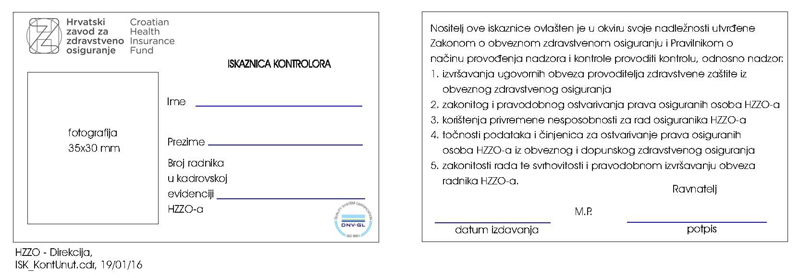 Hrvatski
zavod za
zdravstveno
osiguranje
Croatian
Health
Insurance
Fund
ISKAZNICA KONTROLORA
fotografija
35x30 mm
Ime
Prezime
Broj radnika
u kadrovskoj
evidenciji
HZZO-a
DNV·GL
HZZO - Direkcija,
ISK_KontUnut.cdr, 19/01/16
Nositelj ove iskaznice ovlašten je u okviru svoje nadležnosti utvrđene
Zakonom o obveznom zdravstvenom osiguranju i Pravilnikom o
načinu provođenja nadzora i kontrole provoditi kontrolu, odnosno nadzor:
1. izvršavanja ugovornih obveza provoditelja zdravstvene zaštite iz
obveznog zdravstvenog osiguranja
2. zakonitog i pravodobnog ostvarivanja prava osiguranih osoba HZZO-a
3. korištenja privremene nesposobnosti za rad osiguranika HZZO-a
4. točnosti podataka i činjenica za ostvarivanje prava osiguranih
osoba HZZO-a iz obveznog i dopunskog zdravstvenog osiguranja
5. zakonitosti rada te svrhovitosti i pravodobnom izvršavanju obveza
radnika HZZO-a.
Ravnatelj
M.P.
datum izdavanja
potpis